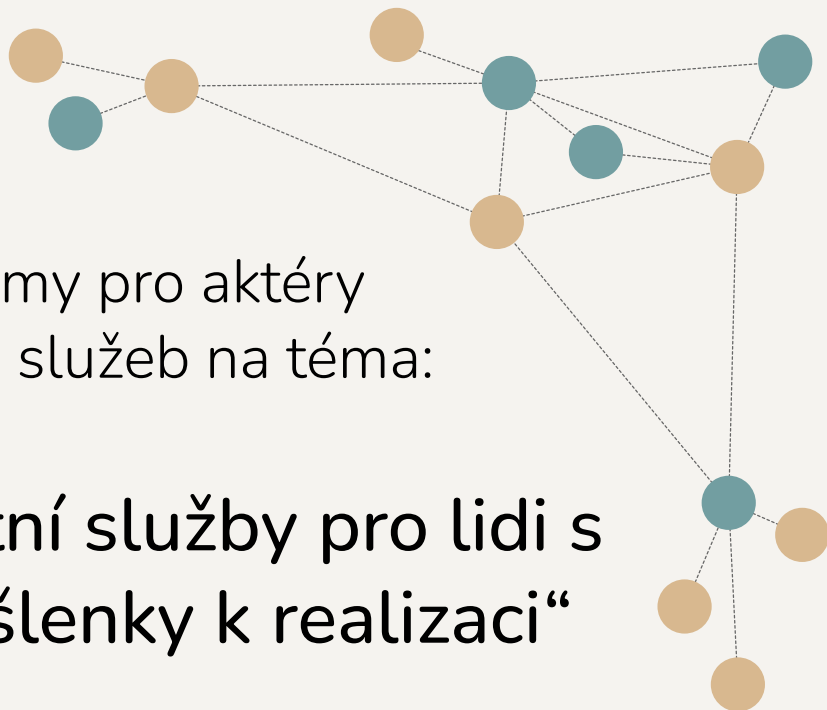 my pro aktéry
služeb na téma:
tní služby pro lidi s
šlenky k realizaci“